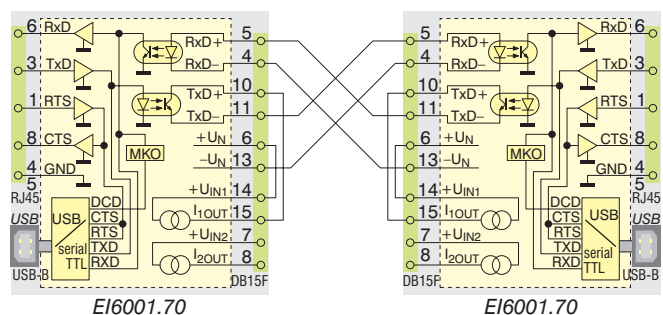 6 RxD
3 TxD
1 RTS
8 CTS
4 GND
5
RJ45
USB
USB-B
USB
serial
TTL
DCD
CTS
RTS
TXD
RXD
MKO
RxD+ 5
RxD– 4
TxD+ 10
TxD– 11
+UN 6
–UN 13
+UIN1 14
I1OUT 15
+UIN2 7
I2OUT 8
DB15F
EI6001.70
5 RxD+
4 RxD–
10 TxD+
11 TxD–
6 +UN
13 –UN
14 +UIN1
15 I1OUT
7 +UIN2
8 I2OUT
DB15F
MKO
RxD 6
TxD 3
RTS 1
CTS 8
GND 4
5
RJ45
DCD
CTS
RTS
TXD
RXD
USB
serial
TTL
USB
USB-B
EI6001.70